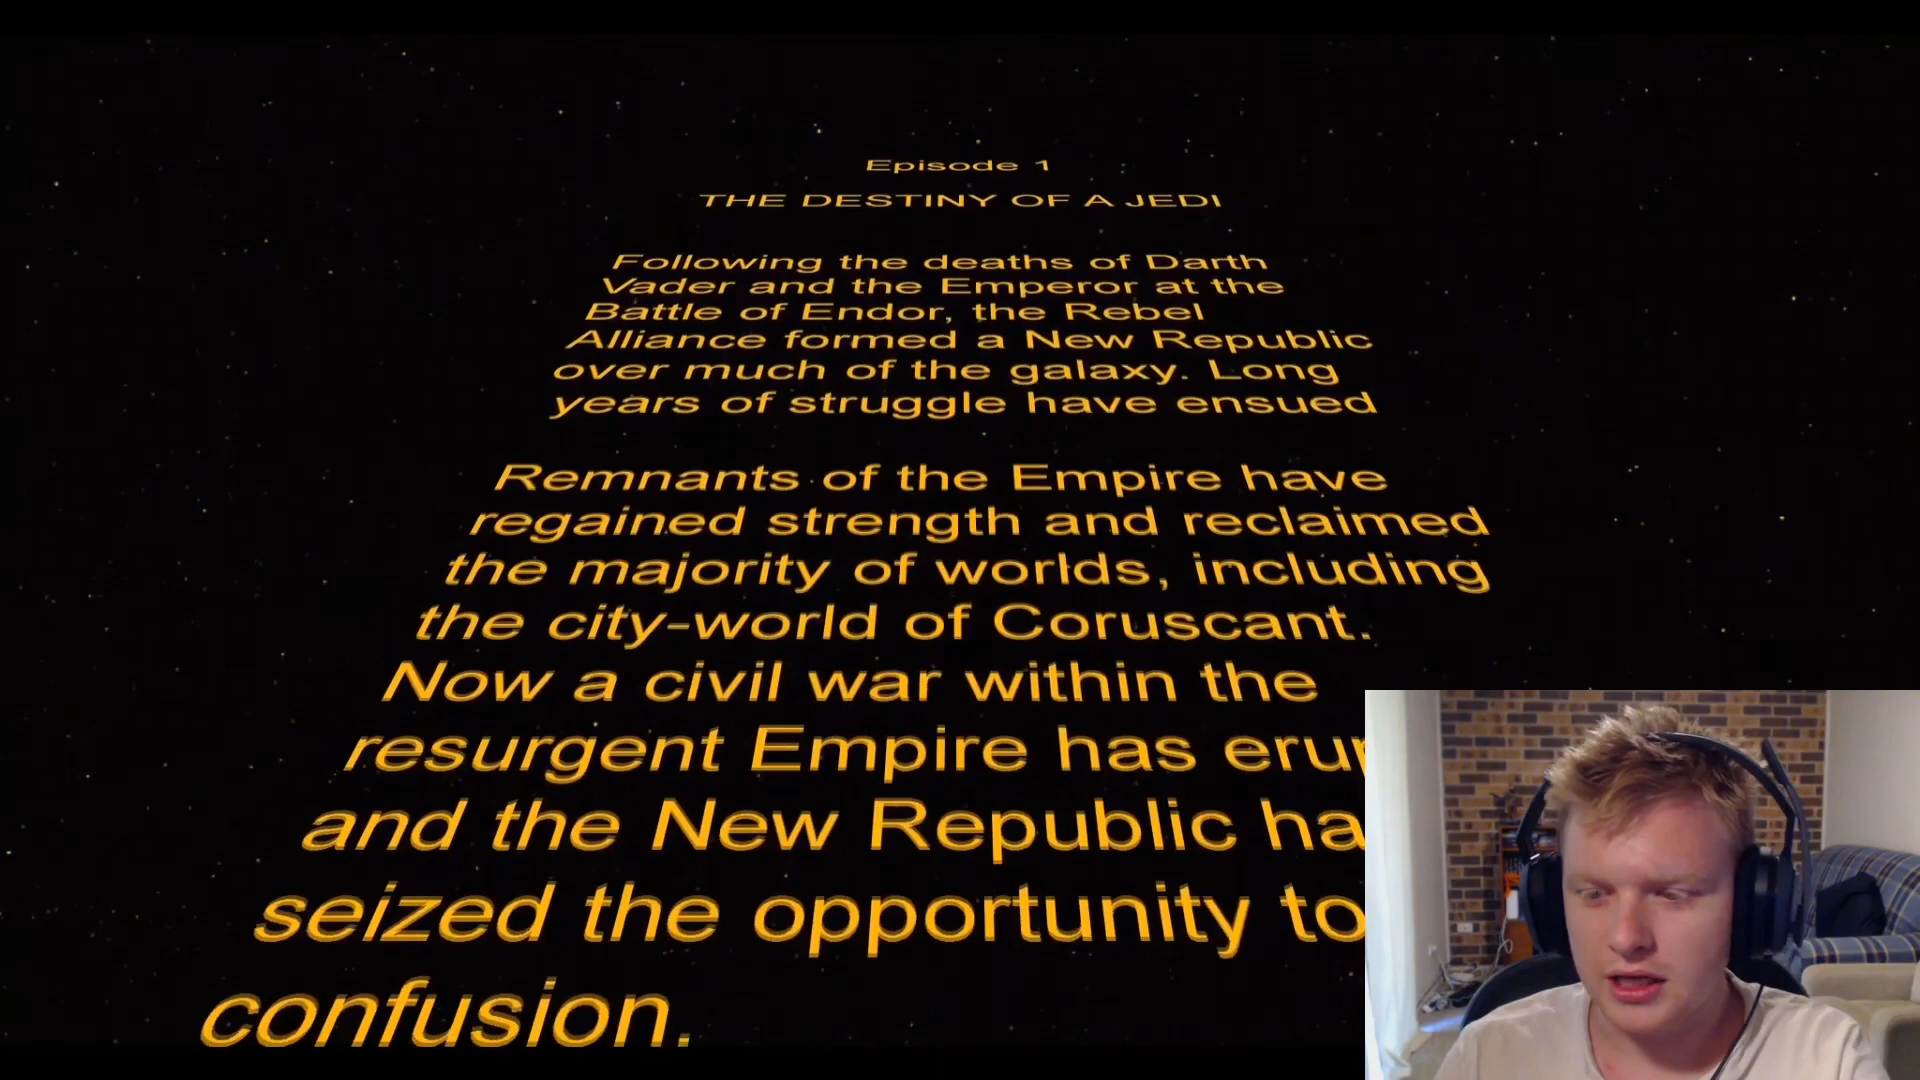 Episode 1
THE DESTINY OF A JEDI
Following the deaths of Darth
Vader and the Emperor at the
Battle of Endor, the Rebel
Alliance formed a New Republic
over much of the galaxy. Long
years of struggle have ensued
Remnants of the Empire have
regained strength and reclaimed
the majority of worlds, including
the city-world of Coruscant.
Now a civil war within the
resurgent Empire has
and the New Republic
seized the opportunity to
confusion.